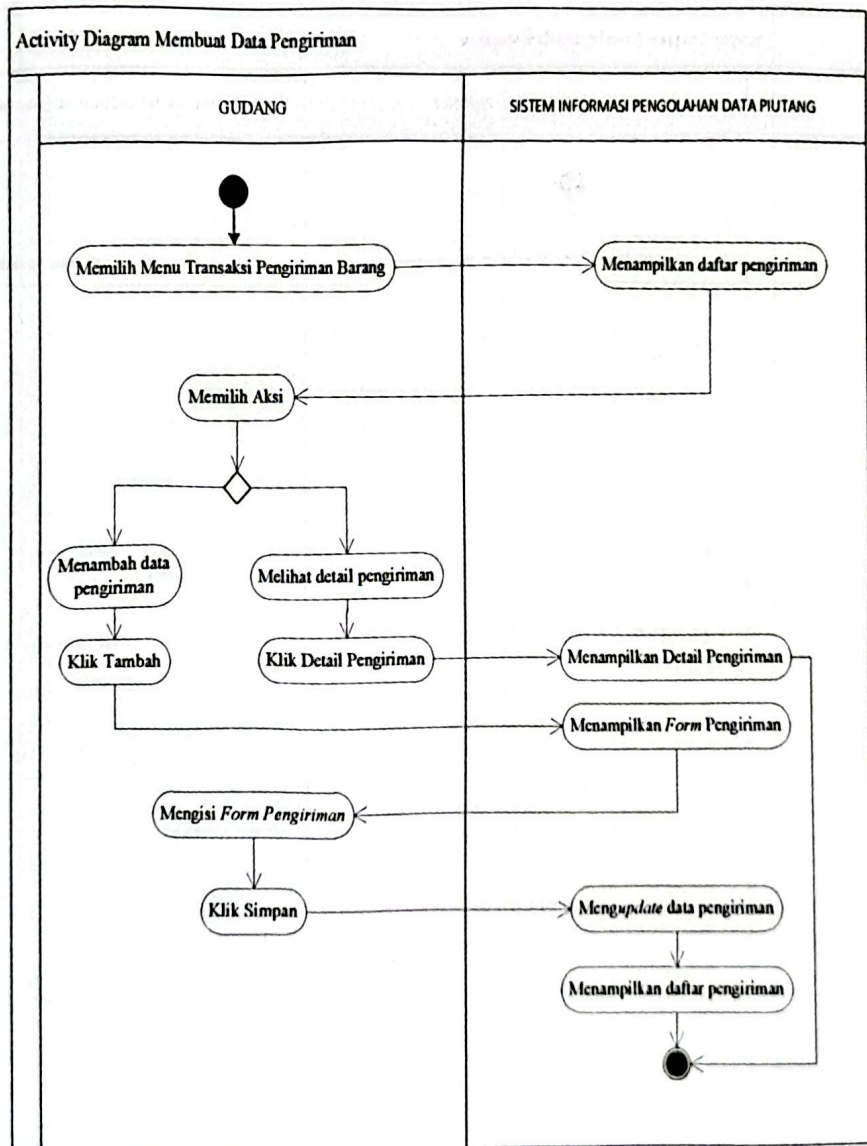 Activity Diagram Membuat Data Pengiriman
GUDANG
SISTEM INFORMASI PENGOLAHAN DATA PIUTANG
Memilih Menu Transaksi Pengiriman Barang
Menampilkan daftar pengiriman
Memilih Aksi
Menambah data
pengiriman
Melihat detail pengiriman
Klik Tambah
Klik Detail Pengiriman
Menampilkan Detail Pengiriman
Menampilkan Form Pengiriman
Mengisi Form Pengiriman
Klik Simpan
Mengupdate data pengiriman
Menampilkan daftar pengiriman